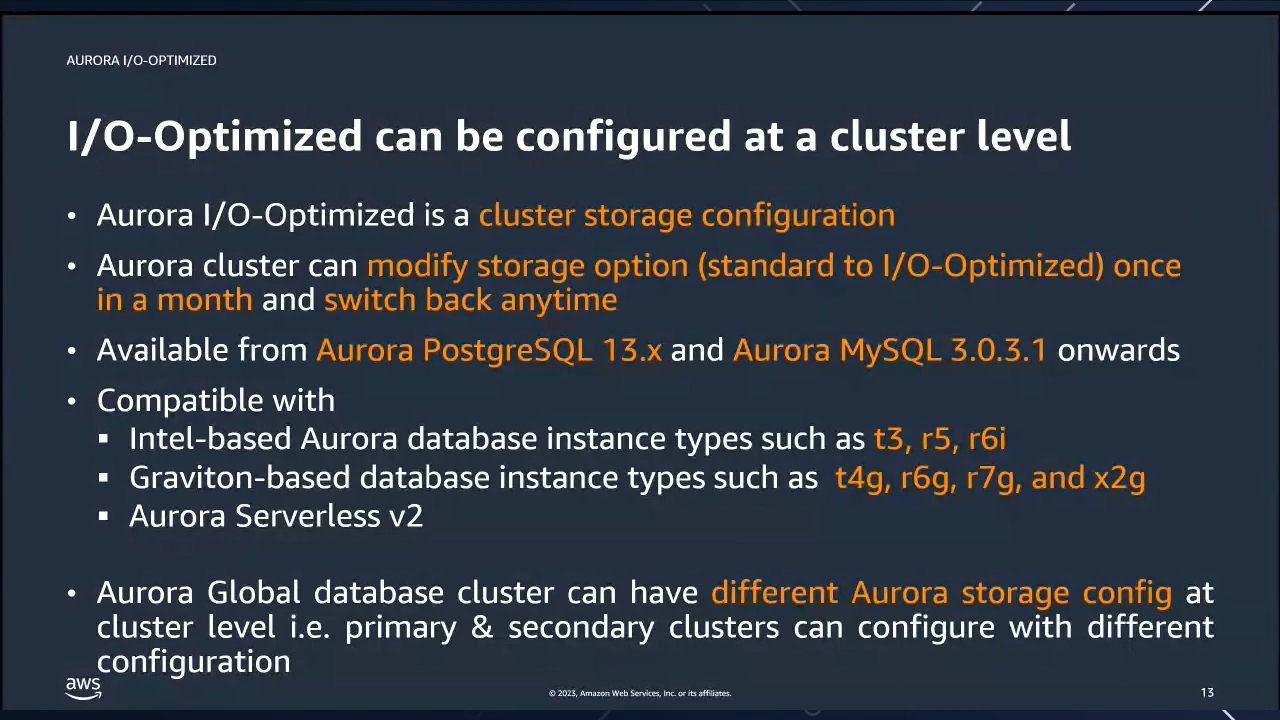 AURORA I/O-OPTIMIZED
I/O-Optimized can be configured at a cluster level
• Aurora I/O-Optimized is a cluster storage configuration
• Aurora cluster can modify storage option (standard to I/O-Optimized) once
in a month and switch back anytime
• Available from Aurora PostgreSQL 13.x and Aurora MySQL 3.0.3.1 onwards
• Compatible with
▪ Intel-based Aurora database instance types such as t3, r5, r6i
▪ Graviton-based database instance types such as t4g, r6g, r7g, and x2g
▪ Aurora Serverless v2
• Aurora Global database cluster can have different Aurora storage config at
cluster level i.e. primary & secondary clusters can configure with different
configuration
aws
© 2023, Amazon Web Services, Inc. or its affiliates.
13